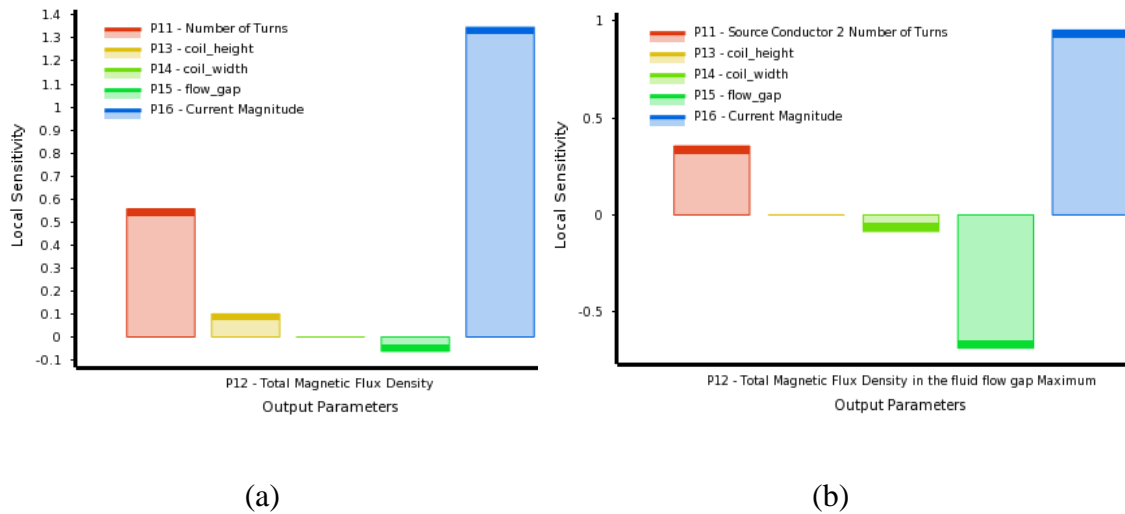 1.4
1.3
1.2
1.1
1
0.9
0.8
0.7
0.6
0.5
0.4
0.3
0.2
0.1
0
-0.1
Local Sensitivity
P11 - Number of Turns
P13 - coil_height
P14 - coil_width
P15 - flow_gap
P16 - Current Magnitude
P12 - Total Magnetic Flux Density
Output Parameters
(a)
1
0.5
0
-0.5
Local Sensitivity
P11 - Source Conductor 2 Number of Turns
P13 - coil_height
P14 - coil_width
P15 - flow_gap
P16 - Current Magnitude
P12 - Total Magnetic Flux Density in the fluid flow gap Maximum
Output Parameters
(b)